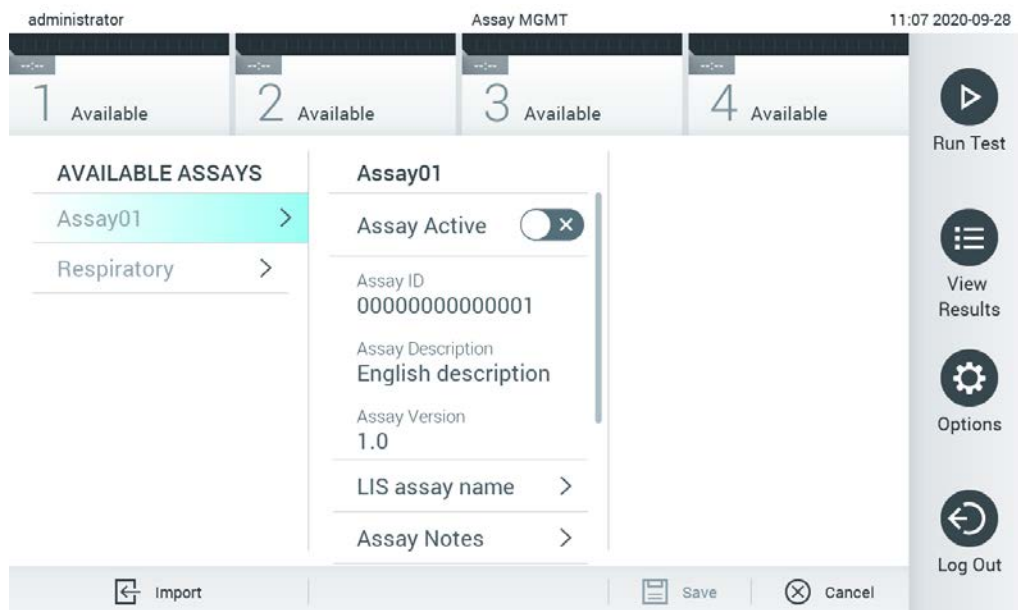 administrator
Assay MGMT
11:07 2020-09-28
--:--
1 Available
--:--
2 Available
--:--
3 Available
--:--
4 Available
Run Test
View
Results
Options
Log Out
AVAILABLE ASSAYS
Assay01
Respiratory
Assay01
Assay Active
Assay ID
00000000000001
Assay Description
English description
Assay Version
1.0
LIS assay name
Assay Notes
Import
Save
Cancel